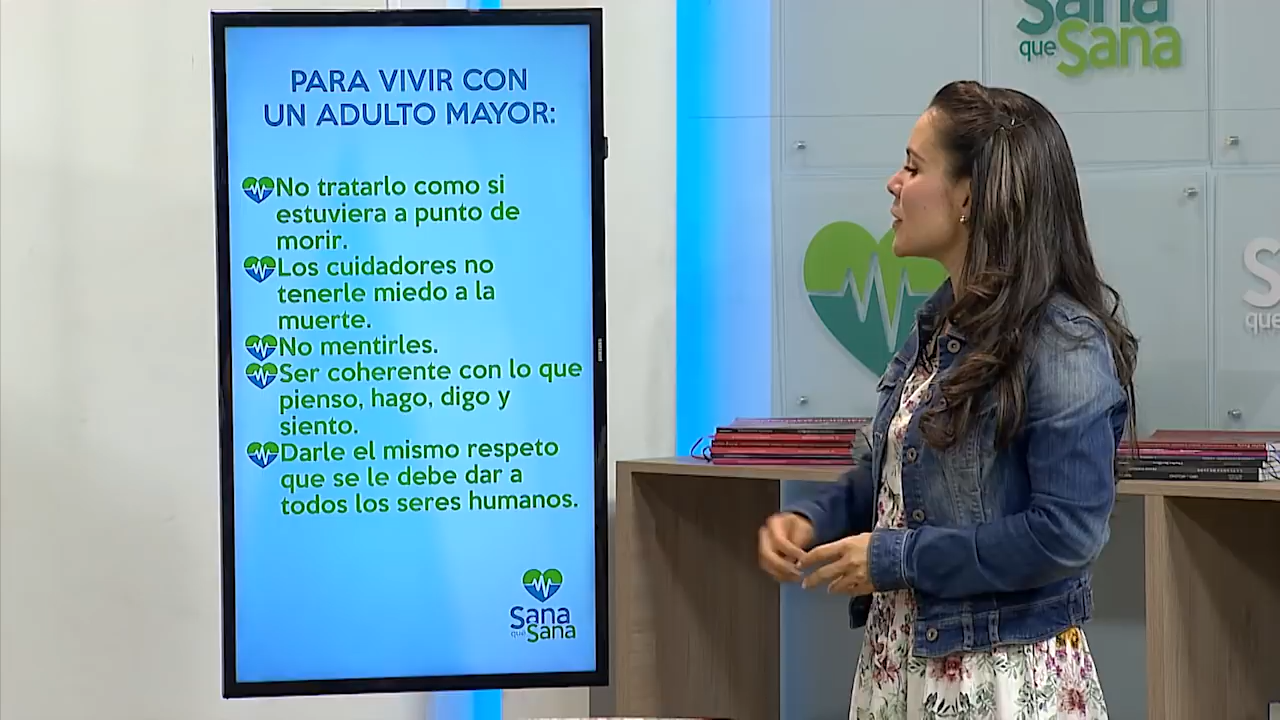 PARA VIVIR CON
UN ADULTO MAYOR:
No tratarlo como si
estuviera a punto de
morir.
Los cuidadores no
tenerle miedo a la
muerte.
No mentirles.
Ser coherente con lo que
pienso, hago, digo y
siento.
Darle el mismo respeto
que se le debe dar a
todos los seres humanos.
Sana
que Sana
Sana
que Sana
que